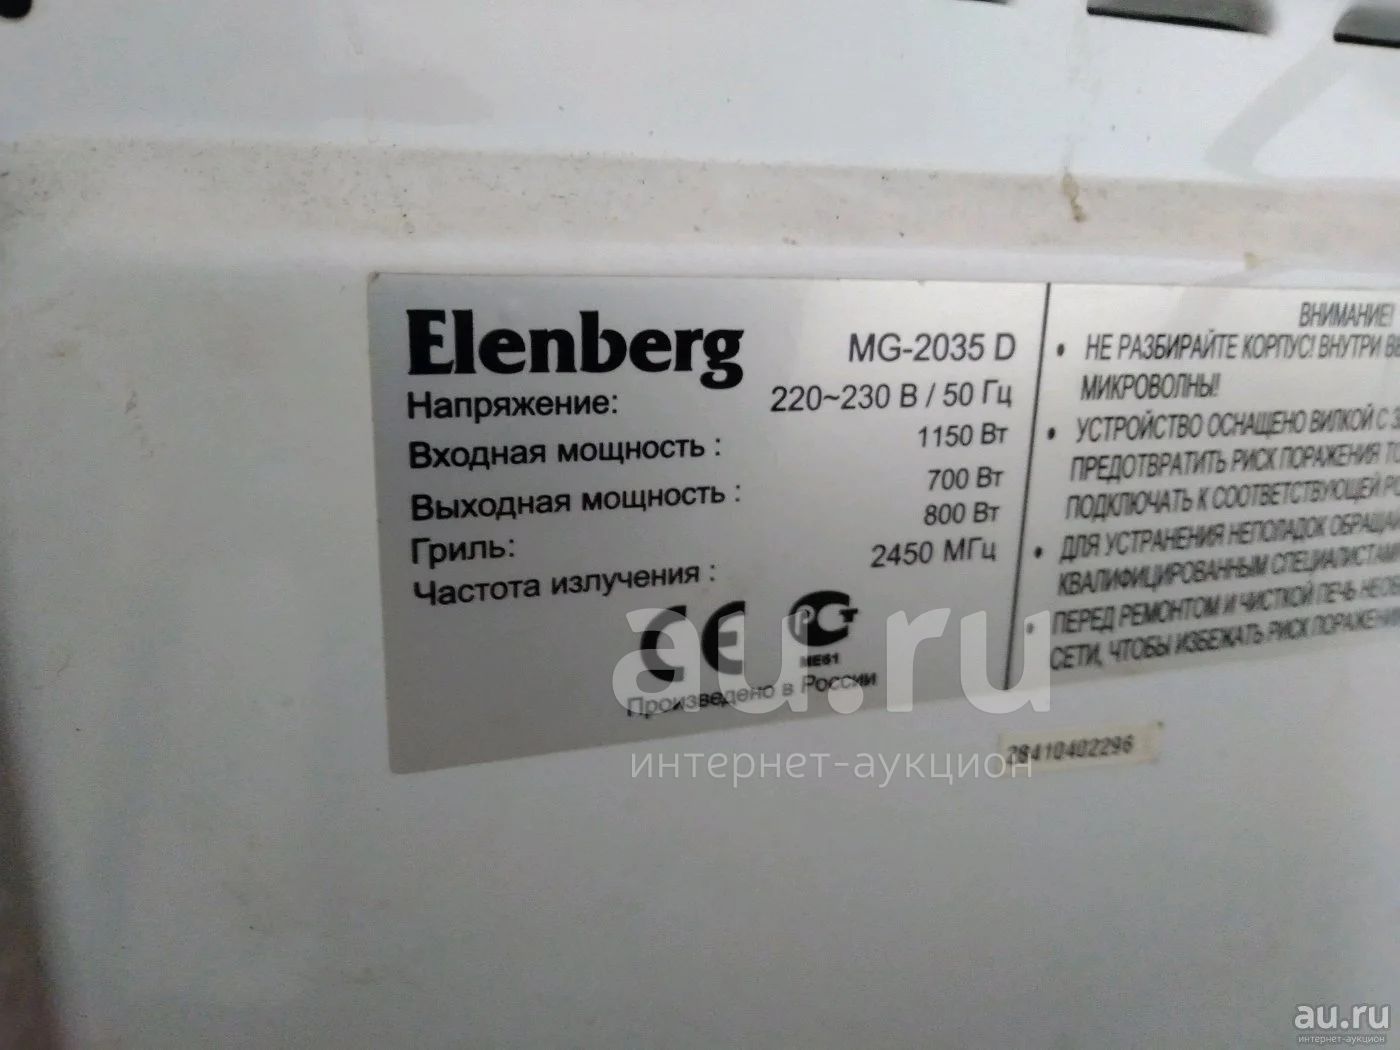 Elenberg MG-2035 D
Напряжение: 220~230 В / 50 Гц
Входная мощность : 1150 Вт
Выходная мощность : 700 Вт
Гриль: 800 Вт
Частота излучения : 2450 МГц
CE РСТ
МЕ61
Произведено в России
ВНИМАНИЕ!
• НЕ РАЗБИРАЙТЕ КОРПУС! ВНУТРИ
МИКРОВОЛНЫ!
• УСТРОЙСТВО ОСНАЩЕНО ВИЛКОЙ С
ПРЕДОТВРАТИТЬ РИСК ПОРАЖЕНИЯ
ПОДКЛЮЧАТЬ К СООТВЕТСТВУЮЩЕЙ
• ДЛЯ УСТРАНЕНИЯ НЕПОЛАДОК
КВАЛИФИЦИРОВАННЫМ СПЕЦИАЛИСТАМ
• ПЕРЕД РЕМОНТОМ И ЧИСТКОЙ ПЕЧЬ
СЕТИ, ЧТОБЫ ИЗБЕЖАТЬ РИСК
28410402296
au.ru
интернет-аукцион
au.ru
интернет-аукцион